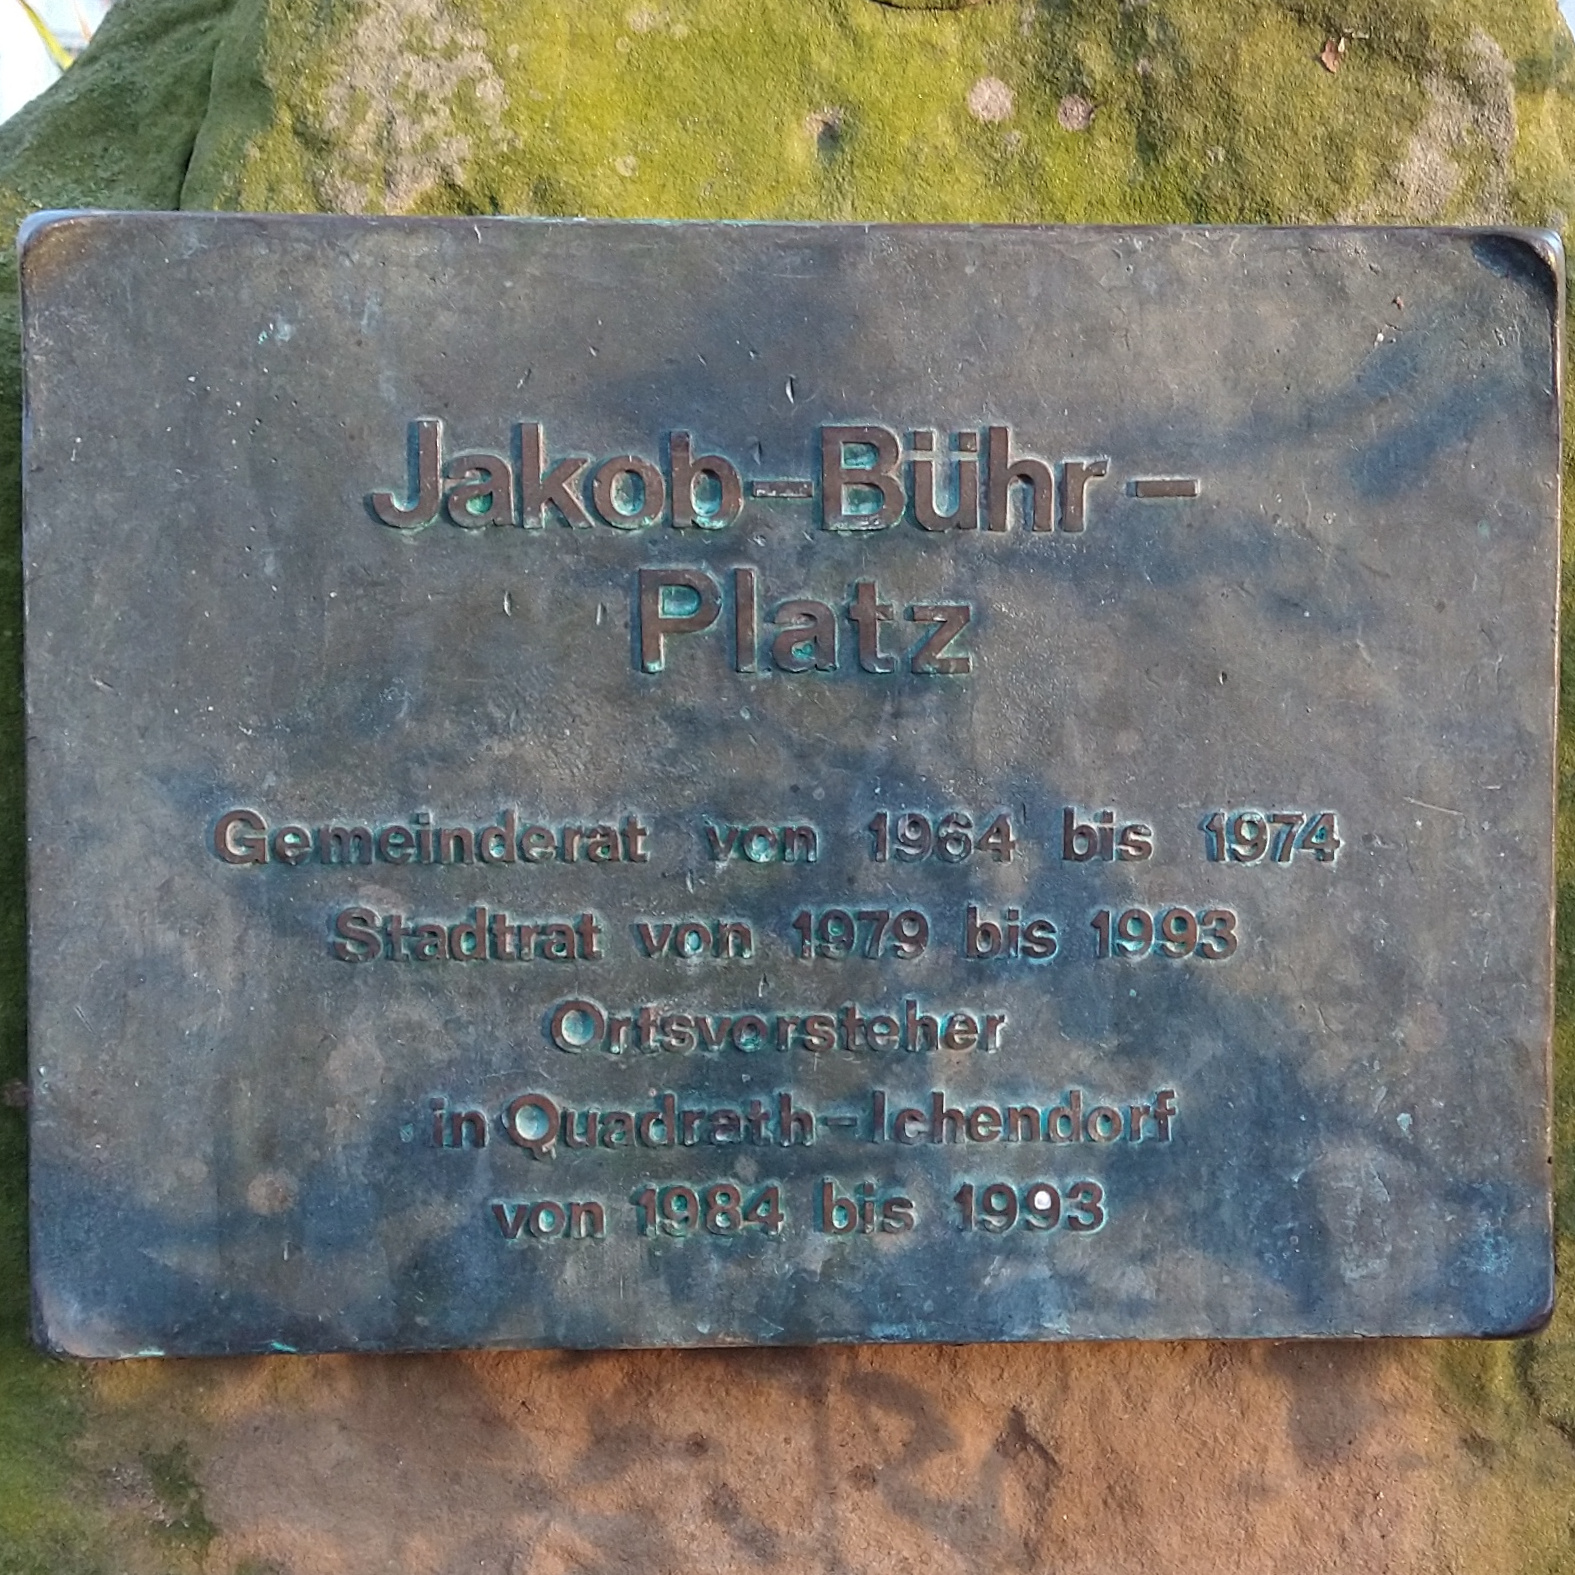 Jakob-Bühr-
Platz
Gemeinderat von 1964 bis 1974
Stadtrat von 1979 bis 1993
Ortsvorsteher
in Quadrath-Ichendorf
von 1984 bis 1993